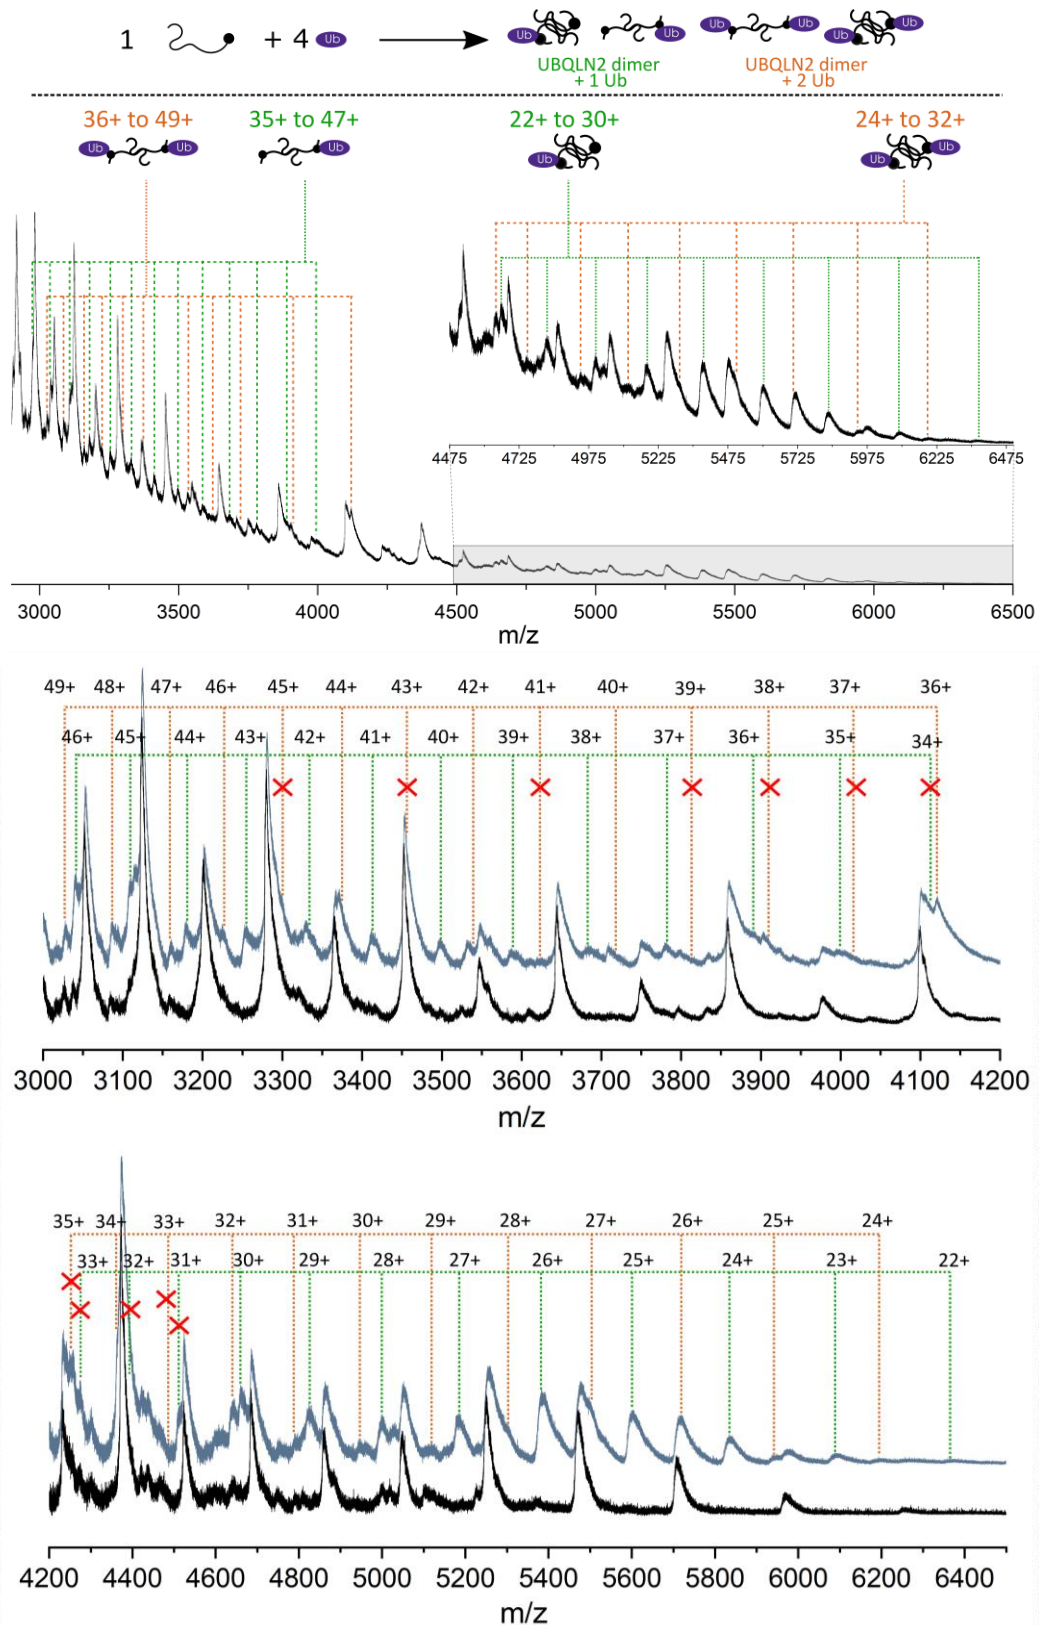 1 + 4 Ub
Ub Ub Ub Ub Ub Ub
UBQLN2 dimer
+ 1 Ub
UBQLN2 dimer
+ 2 Ub
36+ to 49+ 35+ to 47+ 22+ to 30+ 24+ to 32+
Ub Ub Ub Ub Ub Ub
4475 4725 4975 5225 5475 5725 5975 6225 6475
3000 3500 4000 4500 5000 5500 6000 6500
m/z
49+ 48+ 47+ 46+ 45+ 44+ 43+ 42+ 41+ 40+ 39+ 38+ 37+ 36+
46+ 45+ 44+ 43+ 42+ 41+ 40+ 39+ 38+ 37+ 36+ 35+ 34+
3000 3100 3200 3300 3400 3500 3600 3700 3800 3900 4000 4100 4200
m/z
35+ 34+ 33+ 32+ 31+ 30+ 29+ 28+ 27+ 26+ 25+ 24+
33+ 32+ 31+ 30+ 29+ 28+ 27+ 26+ 25+ 24+ 23+ 22+
4200 4400 4600 4800 5000 5200 5400 5600 5800 6000 6200 6400
m/z